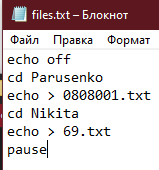 files.txt – Блокнот
Файл Правка Формат
echo off
cd Parusenko
echo > 0808001.txt
cd Nikita
echo > 69.txt
pause